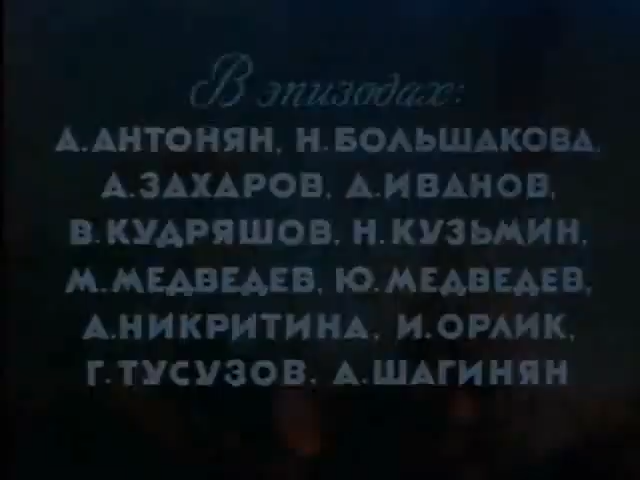 В эпизодах:
А.АНТОНЯН, Н.БОЛЬШАКОВА,
А.ЗАХАРОВ, А.ИВАНОВ,
В.КУДРЯШОВ, Н.КУЗЬМИН,
М.МЕДВЕДЕВ, Ю.МЕДВЕДЕВ,
А.НИКРИТИНА, И.ОРЛИК,
Г.ТУСУЗОВ, А.ШАГИНЯН